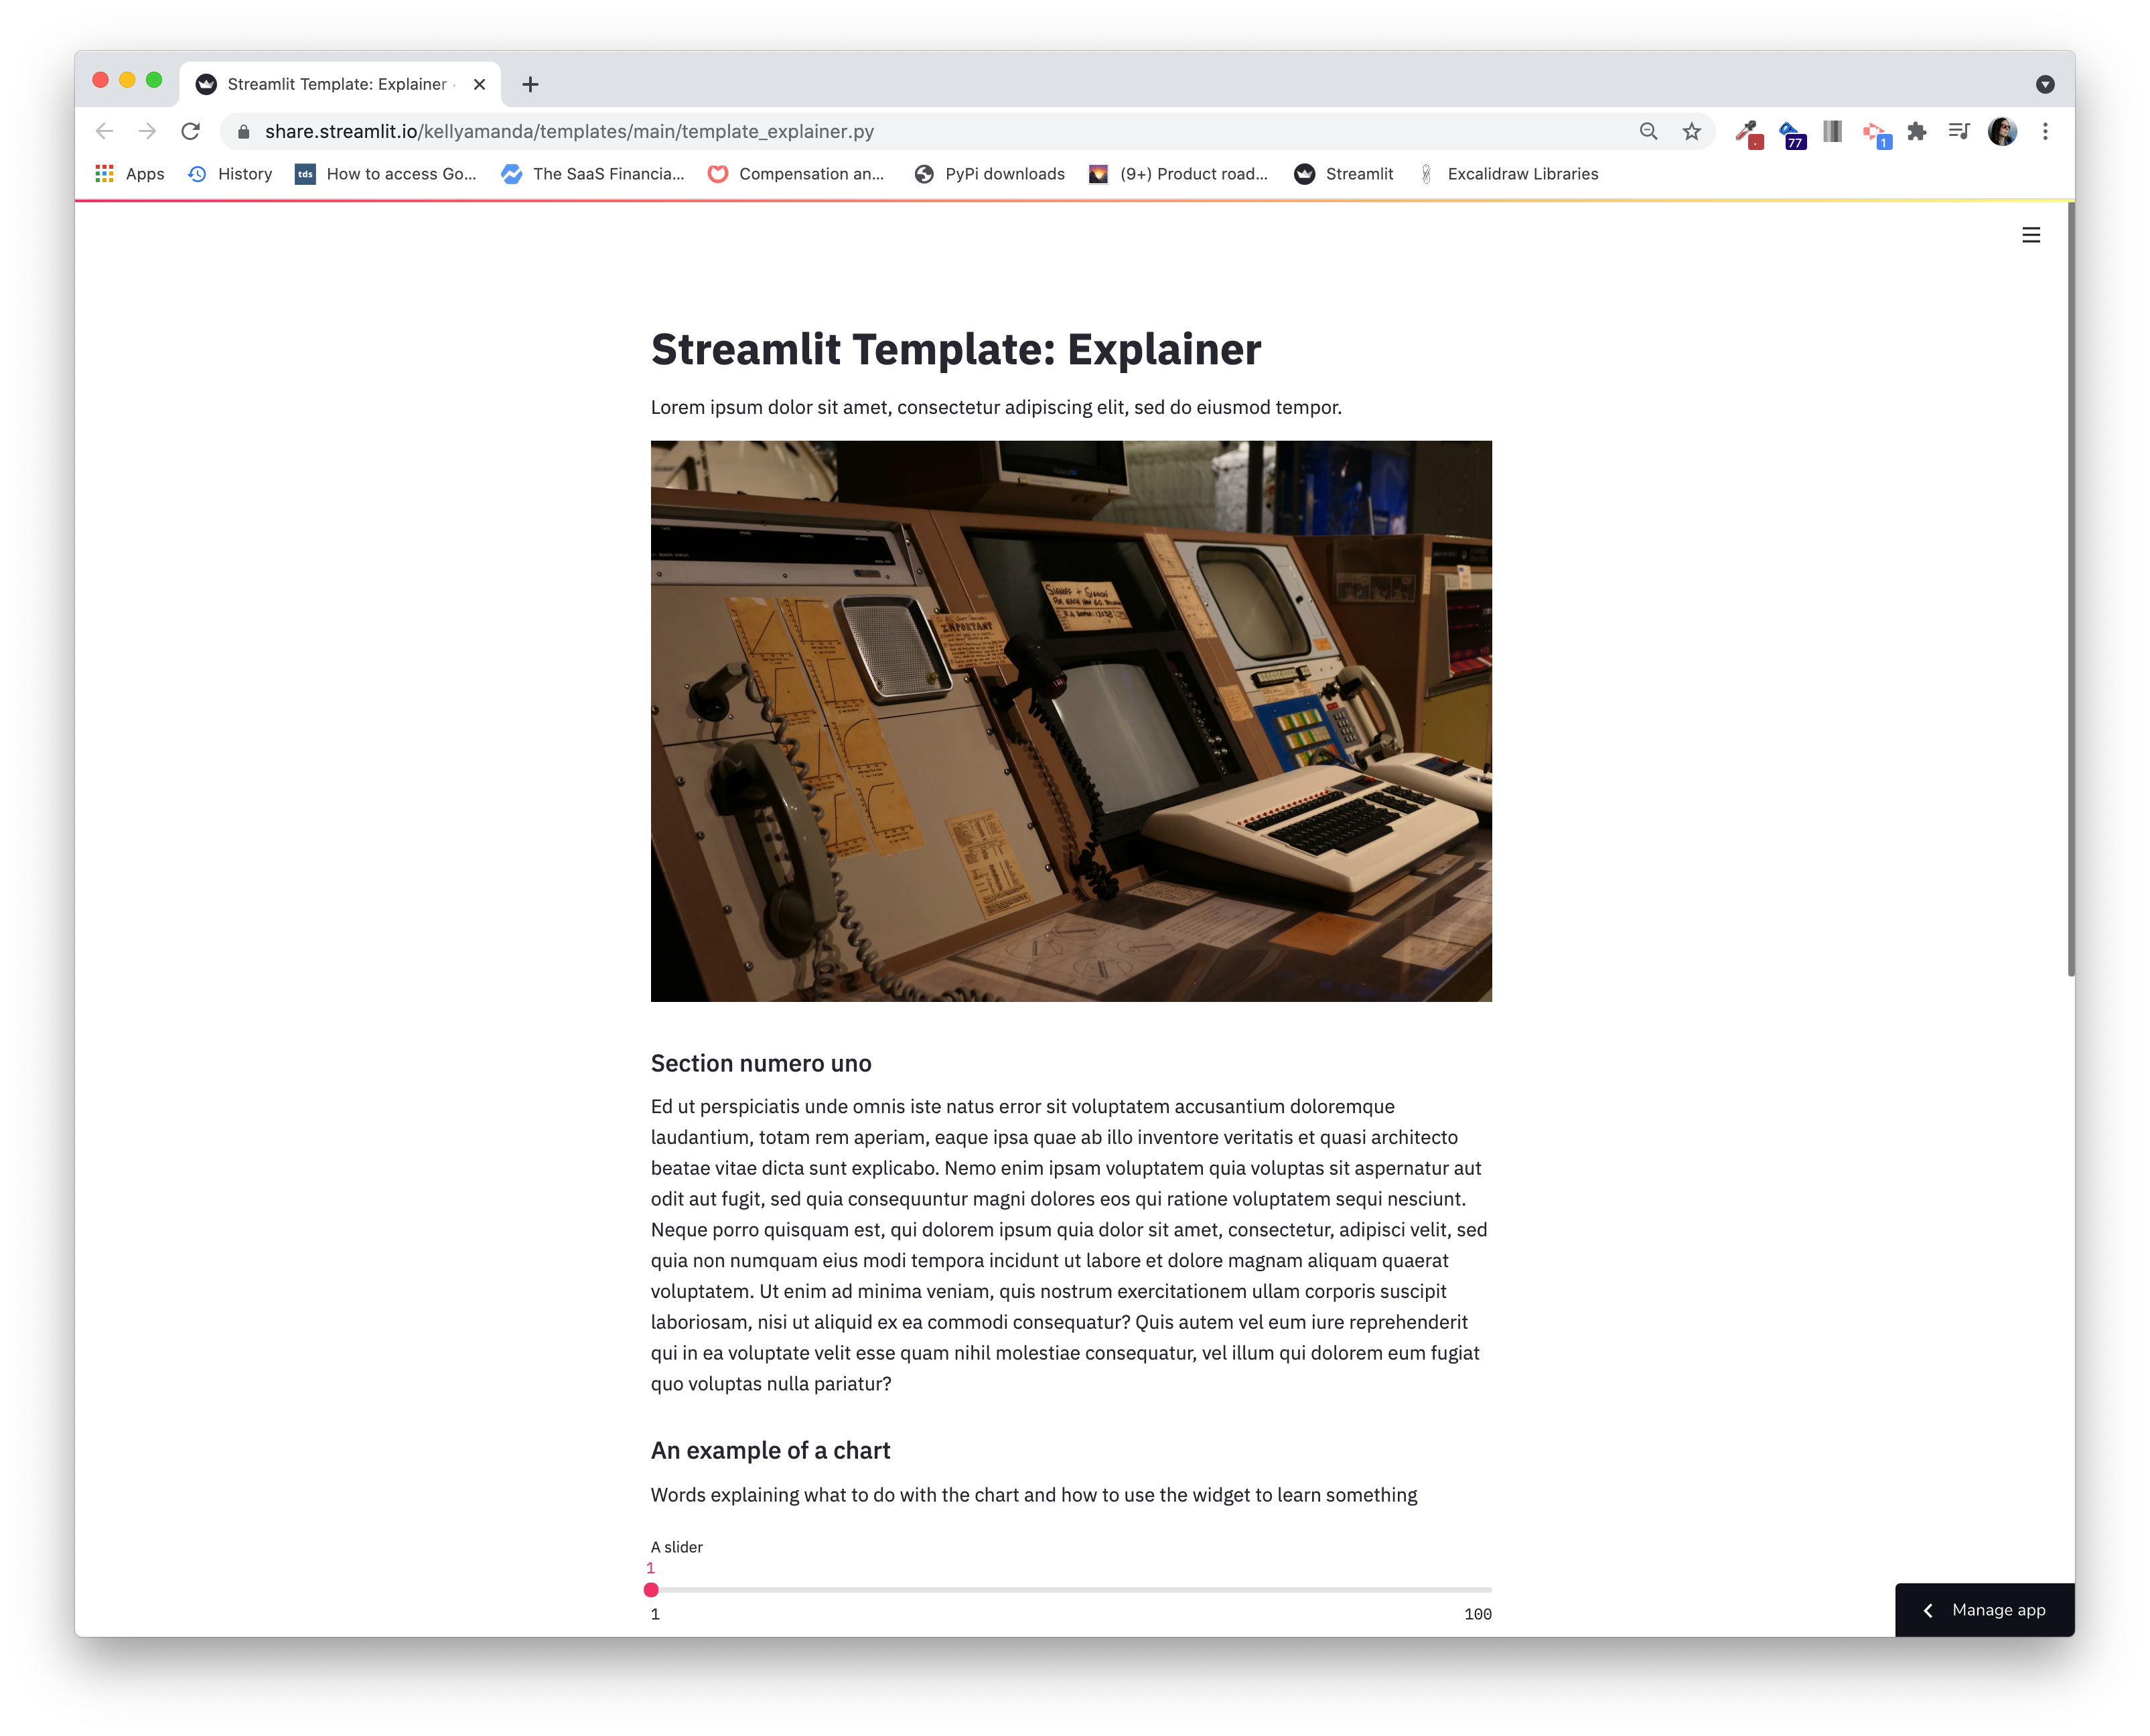 Streamlit Template: Explainer ·
share.streamlit.io/kellyamanda/templates/main/template_explainer.py
77
1
Apps
History
tds
How to access Go...
The SaaS Financia...
Compensation an...
PyPi downloads
(9+) Product road...
Streamlit
Excalidraw Libraries
Streamlit Template: Explainer
Lorem ipsum dolor sit amet, consectetur adipiscing elit, sed do eiusmod tempor.
IMPORTANT
Section numero uno
Ed ut perspiciatis unde omnis iste natus error sit voluptatem accusantium doloremque
laudantium, totam rem aperiam, eaque ipsa quae ab illo inventore veritatis et quasi architecto
beatae vitae dicta sunt explicabo. Nemo enim ipsam voluptatem quia voluptas sit aspernatur aut
odit aut fugit, sed quia consequuntur magni dolores eos qui ratione voluptatem sequi nesciunt.
Neque porro quisquam est, qui dolorem ipsum quia dolor sit amet, consectetur, adipisci velit, sed
quia non numquam eius modi tempora incidunt ut labore et dolore magnam aliquam quaerat
voluptatem. Ut enim ad minima veniam, quis nostrum exercitationem ullam corporis suscipit
laboriosam, nisi ut aliquid ex ea commodi consequatur? Quis autem vel eum iure reprehenderit
qui in ea voluptate velit esse quam nihil molestiae consequatur, vel illum qui dolorem eum fugiat
quo voluptas nulla pariatur?
An example of a chart
Words explaining what to do with the chart and how to use the widget to learn something
A slider
1
1
100
Manage app